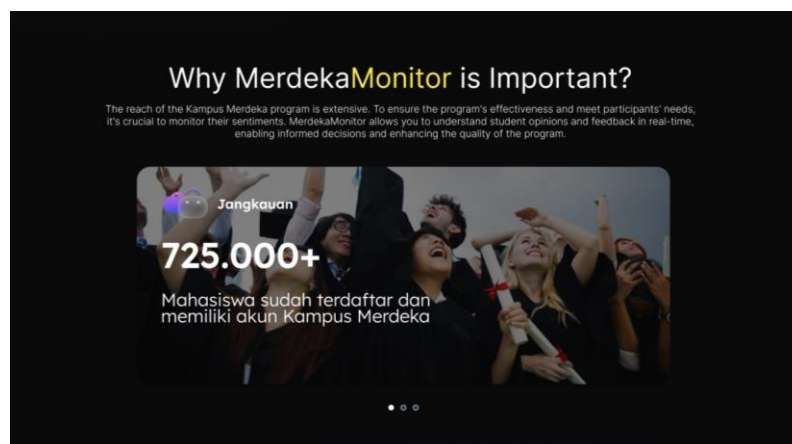 Why MerdekaMonitor is Important?
The reach of the Kampus Merdeka program is extensive. To ensure the program's effectiveness and meet participants' needs,
it's crucial to monitor their sentiments. MerdekaMonitor allows you to understand student opinions and feedback in real-time,
enabling informed decisions and enhancing the quality of the program.
Jangkauan
725.000+
Mahasiswa sudah terdaftar dan
memiliki akun Kampus Merdeka